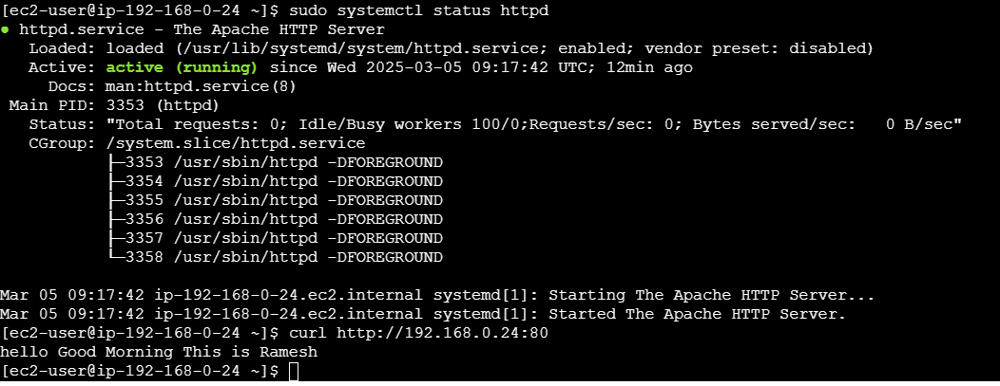 [ec2-user@ip-192-168-0-24 ~]$ sudo systemctl status httpd
● httpd.service - The Apache HTTP Server
   Loaded: loaded (/usr/lib/systemd/system/httpd.service; enabled; vendor preset: disabled)
   Active: active (running) since Wed 2025-03-05 09:17:42 UTC; 12min ago
     Docs: man:httpd.service(8)
 Main PID: 3353 (httpd)
   Status: "Total requests: 0; Idle/Busy workers 100/0;Requests/sec: 0; Bytes served/sec:   0 B/sec"
   CGroup: /system.slice/httpd.service
           ├─3353 /usr/sbin/httpd -DFOREGROUND
           ├─3354 /usr/sbin/httpd -DFOREGROUND
           ├─3355 /usr/sbin/httpd -DFOREGROUND
           ├─3356 /usr/sbin/httpd -DFOREGROUND
           ├─3357 /usr/sbin/httpd -DFOREGROUND
           └─3358 /usr/sbin/httpd -DFOREGROUND

Mar 05 09:17:42 ip-192-168-0-24.ec2.internal systemd[1]: Starting The Apache HTTP Server...
Mar 05 09:17:42 ip-192-168-0-24.ec2.internal systemd[1]: Started The Apache HTTP Server.
[ec2-user@ip-192-168-0-24 ~]$ curl http://192.168.0.24:80
hello Good Morning This is Ramesh
[ec2-user@ip-192-168-0-24 ~]$